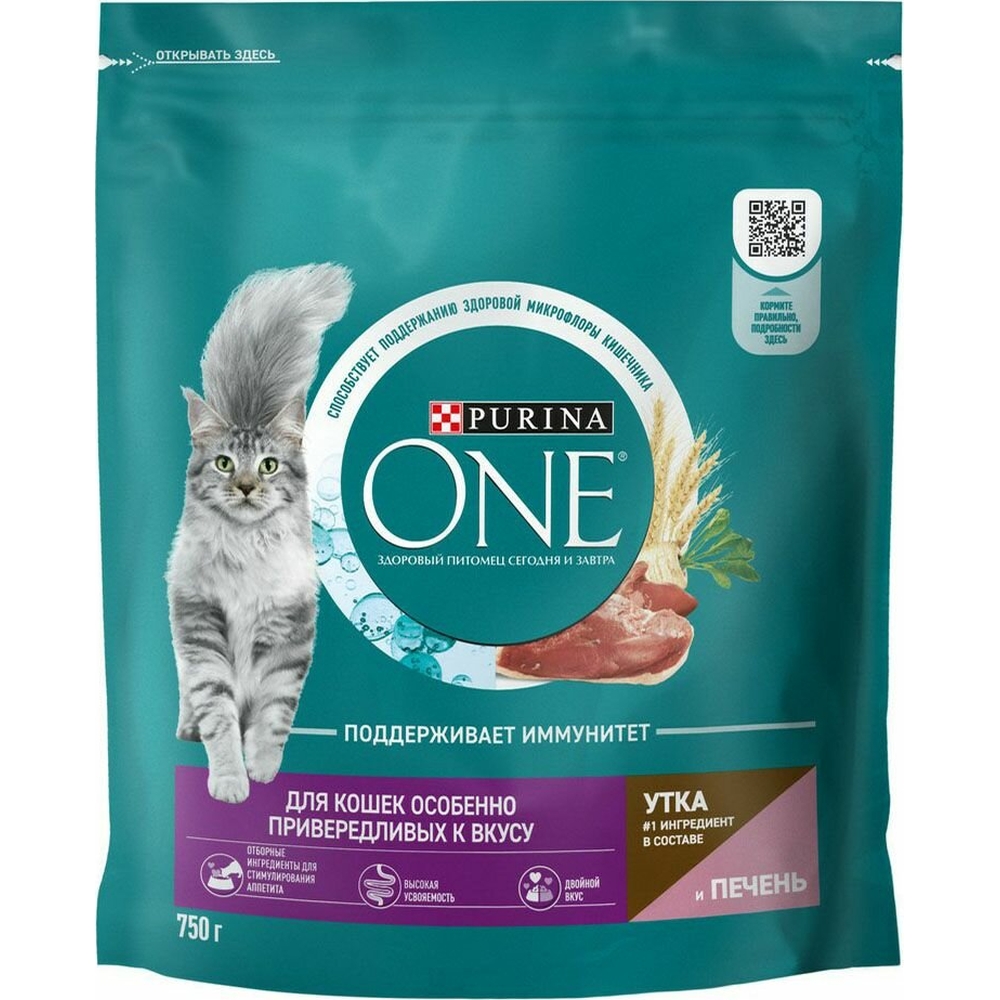 ОТКРЫВАТЬ ЗДЕСЬ
КОРМИТЕ
ПРАВИЛЬНО,
ПОДРОБНОСТИ
ЗДЕСЬ
СПОСОБСТВУЕТ ПОДДЕРЖАНИЮ ЗДОРОВОЙ МИКРОФЛОРЫ КИШЕЧНИКА
PURINA
ONE®
ЗДОРОВЫЙ ПИТОМЕЦ СЕГОДНЯ И ЗАВТРА
ПОДДЕРЖИВАЕТ ИММУНИТЕТ
ДЛЯ КОШЕК ОСОБЕННО
ПРИВЕРЕДЛИВЫХ К ВКУСУ
УТКА
#1 ИНГРЕДИЕНТ
В СОСТАВЕ
и ПЕЧЕНЬ
ОТБОРНЫЕ
ИНГРЕДИЕНТЫ ДЛЯ
СТИМУЛИРОВАНИЯ
АППЕТИТА
ВЫСОКАЯ
УСВОЯЕМОСТЬ
ДВОЙНОЙ
ВКУС
750 г